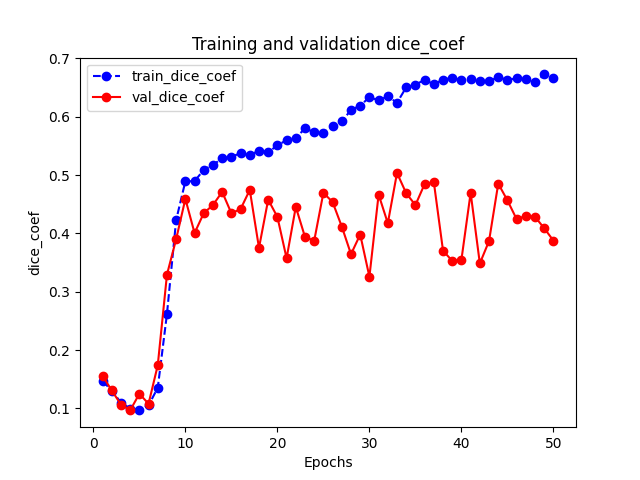 Training and validation dice_coef
train_dice_coef
val_dice_coef
dice_coef
0.7
0.6
0.5
0.4
0.3
0.2
0.1
0 10 20 30 40 50
Epochs